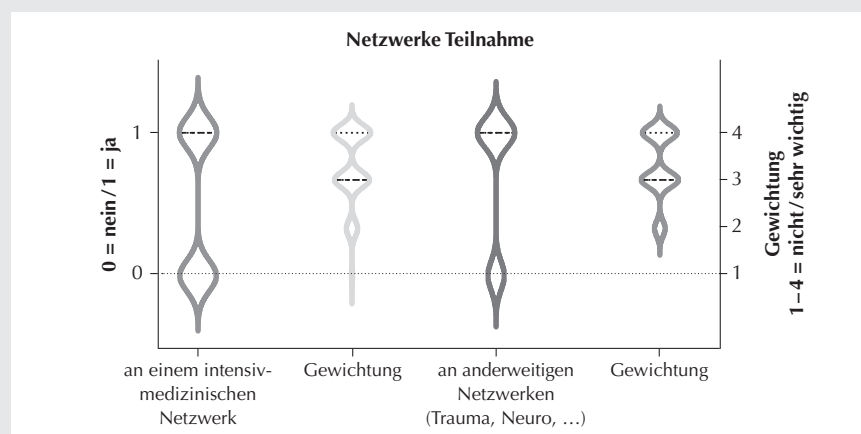 Netzwerke Teilnahme
0 = nein/1 = ja
1
0
4
3
2
1
Gewichtung
1–4 = nicht/sehr wichtig
an einem intensiv-
medizinischen
Netzwerk
Gewichtung
an anderweitigen
Netzwerken
(Trauma, Neuro, …)
Gewichtung